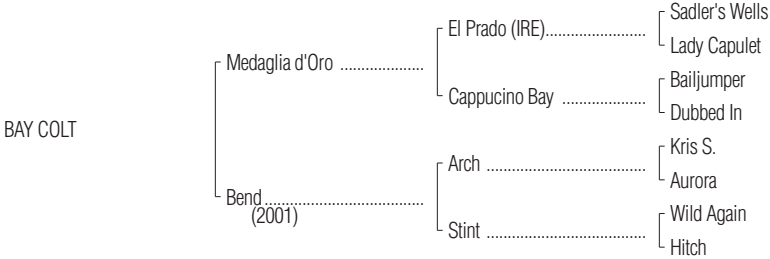 Sadler's Wells
El Prado (IRE)........................
Lady Capulet
Medaglia d'Oro ....................
Bailjumper
Cappucino Bay ....................
Dubbed In
BAY COLT
Kris S.
Arch ......................................
Aurora
Bend......................................
(2001)
Wild Again
Stint ......................................
Hitch